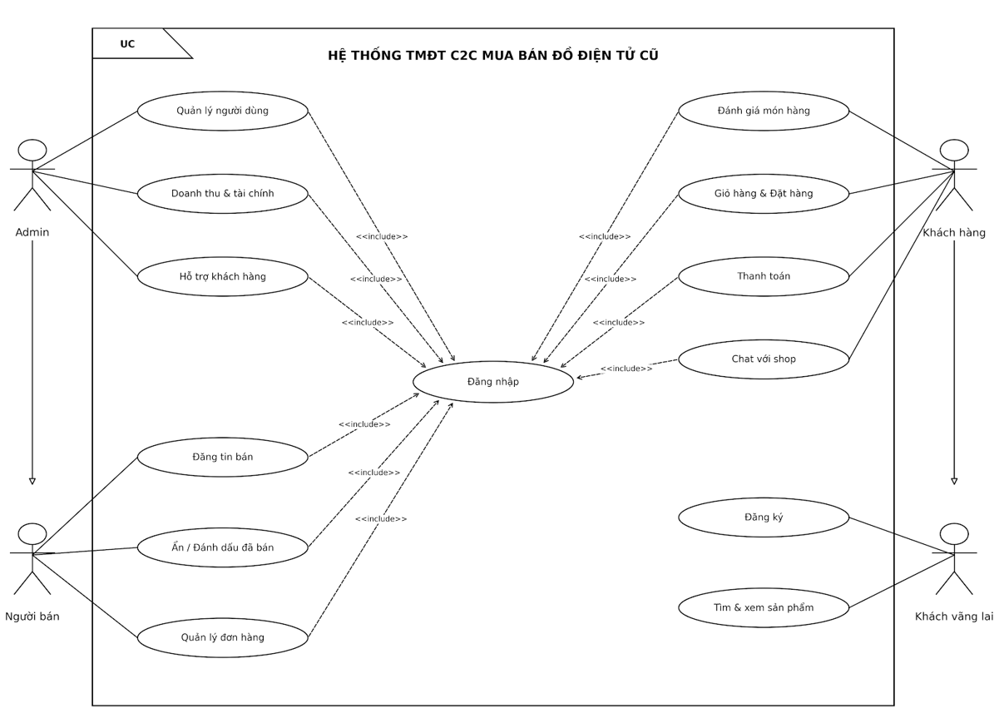 UC
HỆ THỐNG TMĐT C2C MUA BÁN ĐỒ ĐIỆN TỬ CŨ
Quản lý người dùng
Đánh giá món hàng
Doanh thu & tài chính
Giỏ hàng & Đặt hàng
Admin
Khách hàng
<<include>>
<<include>>
Hỗ trợ khách hàng
<<include>>
<<include>>
Thanh toán
<<include>>
<<include>>
Chat với shop
<<include>>
Đăng nhập
<<include>>
Đăng tin bán
<<include>>
<<include>>
Đăng ký
Ẩn / Đánh dấu đã bán
Tìm & xem sản phẩm
Người bán
Khách vãng lai
Quản lý đơn hàng